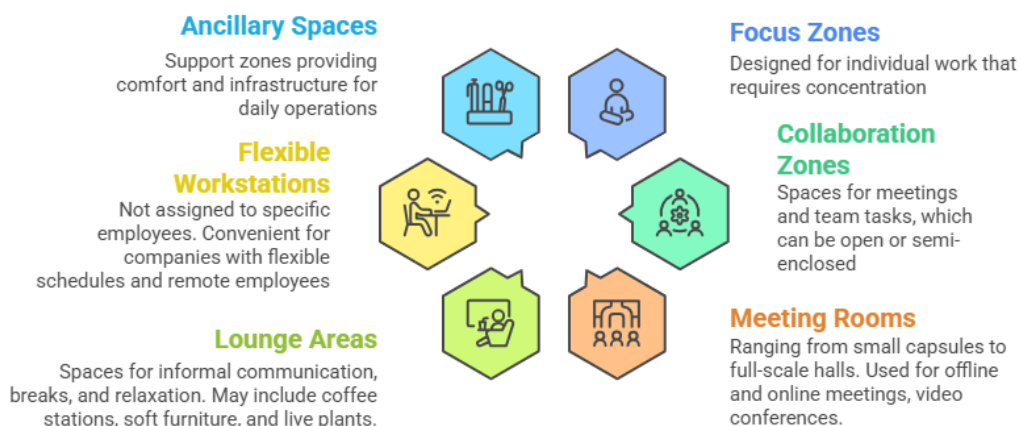 Ancillary Spaces
Support zones providing
comfort and infrastructure for
daily operations
Flexible
Workstations
Not assigned to specific
employees. Convenient for
companies with flexible
schedules and remote employees
Lounge Areas
Spaces for informal communication,
breaks, and relaxation. May include coffee
stations, soft furniture, and live plants.
Focus Zones
Designed for individual work that
requires concentration
Collaboration
Zones
Spaces for meetings
and team tasks, which
can be open or semi-
enclosed
Meeting Rooms
Ranging from small capsules to
full-scale halls. Used for offline
and online meetings, video
conferences.